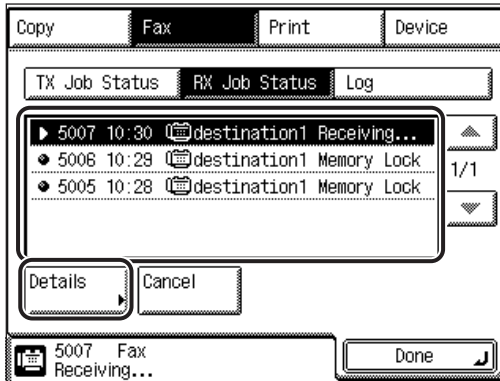 Copy Fax Print Device
TX Job Status RX Job Status Log
5007 10:30 destination1 Receiving...
5006 10:29 destination1 Memory Lock
5005 10:28 destination1 Memory Lock
1/1
Details Cancel
5007 Fax
Receiving... Done